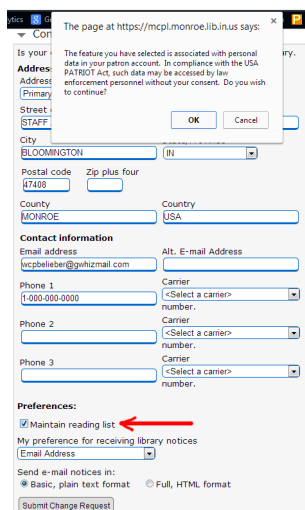 ytics
The page at https://mcpl.monroe.lib.in.us says:
The feature you have selected is associated with personal
data in your patron account. In compliance with the USA
PATRIOT Act, such data may be accessed by law
enforcement personnel without your consent. Do you wish
to continue?
OK Cancel
Is your
ry.
Address
Address
Primary
Street
STAFF
City
BLOOMINGTON IN
Postal code Zip plus four
47408
County Country
MONROE USA
Contact information
Email address Alt. E-mail Address
wcpbelieber@gwhizmail.com
Phone 1 Carrier
1-000-000-0000 <Select a carrier>
number.
Phone 2 Carrier
<Select a carrier>
number.
Phone 3 Carrier
<Select a carrier>
number.
Preferences:
Maintain reading list
My preference for receiving library notices
Email Address
Send e-mail notices in:
Basic, plain text format Full, HTML format
Submit Change Request